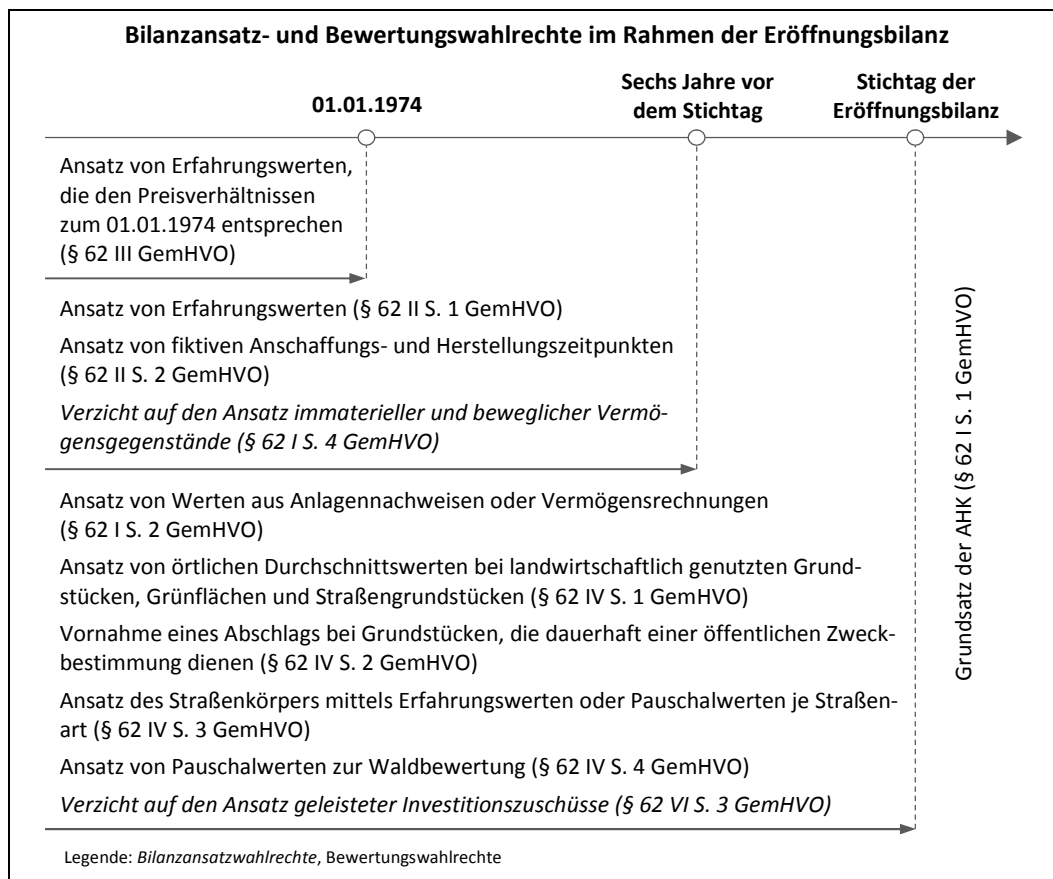 Bilanzansatz- und Bewertungswahlrechte im Rahmen der Eröffnungsbilanz
01.01.1974
Sechs Jahre vor
dem Stichtag
Stichtag der
Eröffnungsbilanz
Ansatz von Erfahrungswerten,
die den Preisverhältnissen
zum 01.01.1974 entsprechen
(§ 62 III GemHVO)
Ansatz von Erfahrungswerten (§ 62 II S. 1 GemHVO)
Ansatz von fiktiven Anschaffungs- und Herstellungszeitpunkten
(§ 62 II S. 2 GemHVO)
Verzicht auf den Ansatz immaterieller und beweglicher Vermö-
gensgegenstände (§ 62 I S. 4 GemHVO)
Ansatz von Werten aus Anlagennachweisen oder Vermögensrechnungen
(§ 62 I S. 2 GemHVO)
Ansatz von örtlichen Durchschnittswerten bei landwirtschaftlich genutzten Grund-
stücken, Grünflächen und Straßengrundstücken (§ 62 IV S. 1 GemHVO)
Vornahme eines Abschlags bei Grundstücken, die dauerhaft einer öffentlichen Zweck-
bestimmung dienen (§ 62 IV S. 2 GemHVO)
Ansatz des Straßenkörpers mittels Erfahrungswerten oder Pauschalwerten je Straßen-
art (§ 62 IV S. 3 GemHVO)
Ansatz von Pauschalwerten zur Waldbewertung (§ 62 IV S. 4 GemHVO)
Verzicht auf den Ansatz geleisteter Investitionszuschüsse (§ 62 VI S. 3 GemHVO)
Grundsatz der AHK (§ 62 I S. 1 GemHVO)
Legende: Bilanzansatzwahlrechte, Bewertungswahlrechte